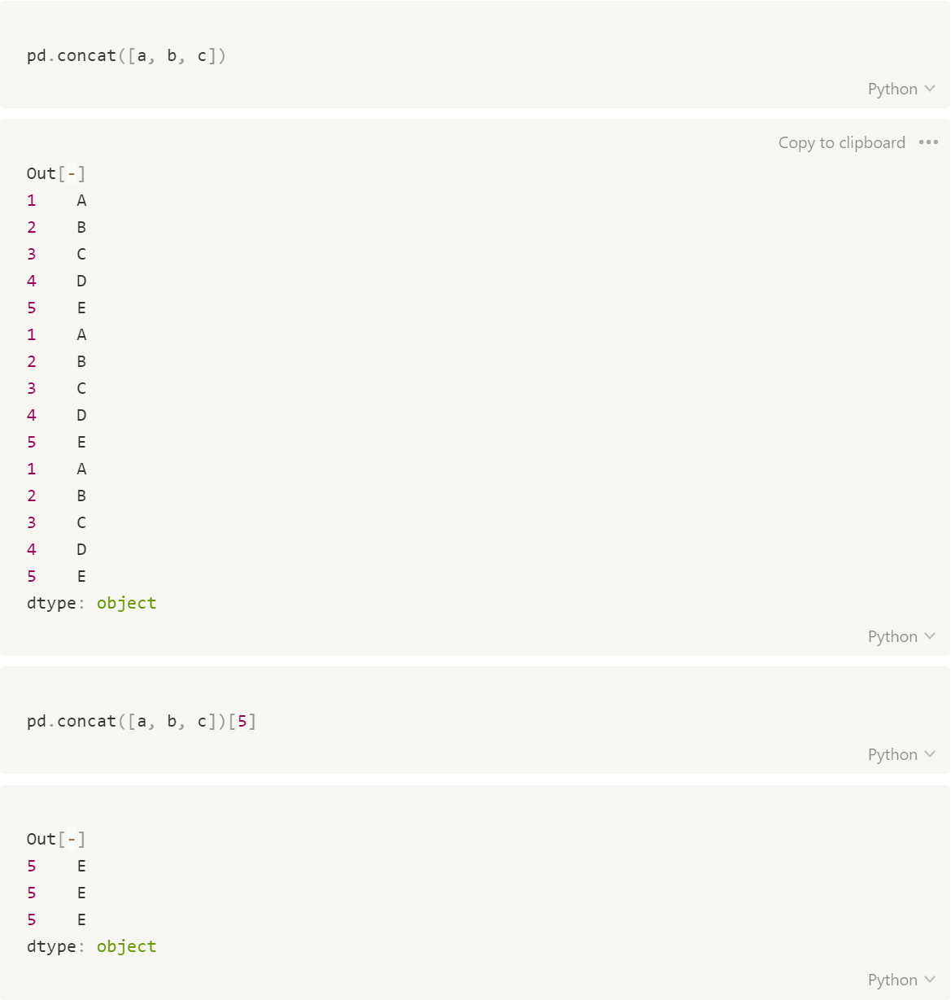 pd.concat([a, b, c])
Python
Copy to clipboard •••
Out[-]
1    A
2    B
3    C
4    D
5    E
1    A
2    B
3    C
4    D
5    E
1    A
2    B
3    C
4    D
5    E
dtype: object
Python
pd.concat([a, b, c])[5]
Python
Out[-]
5    E
5    E
5    E
dtype: object
Python